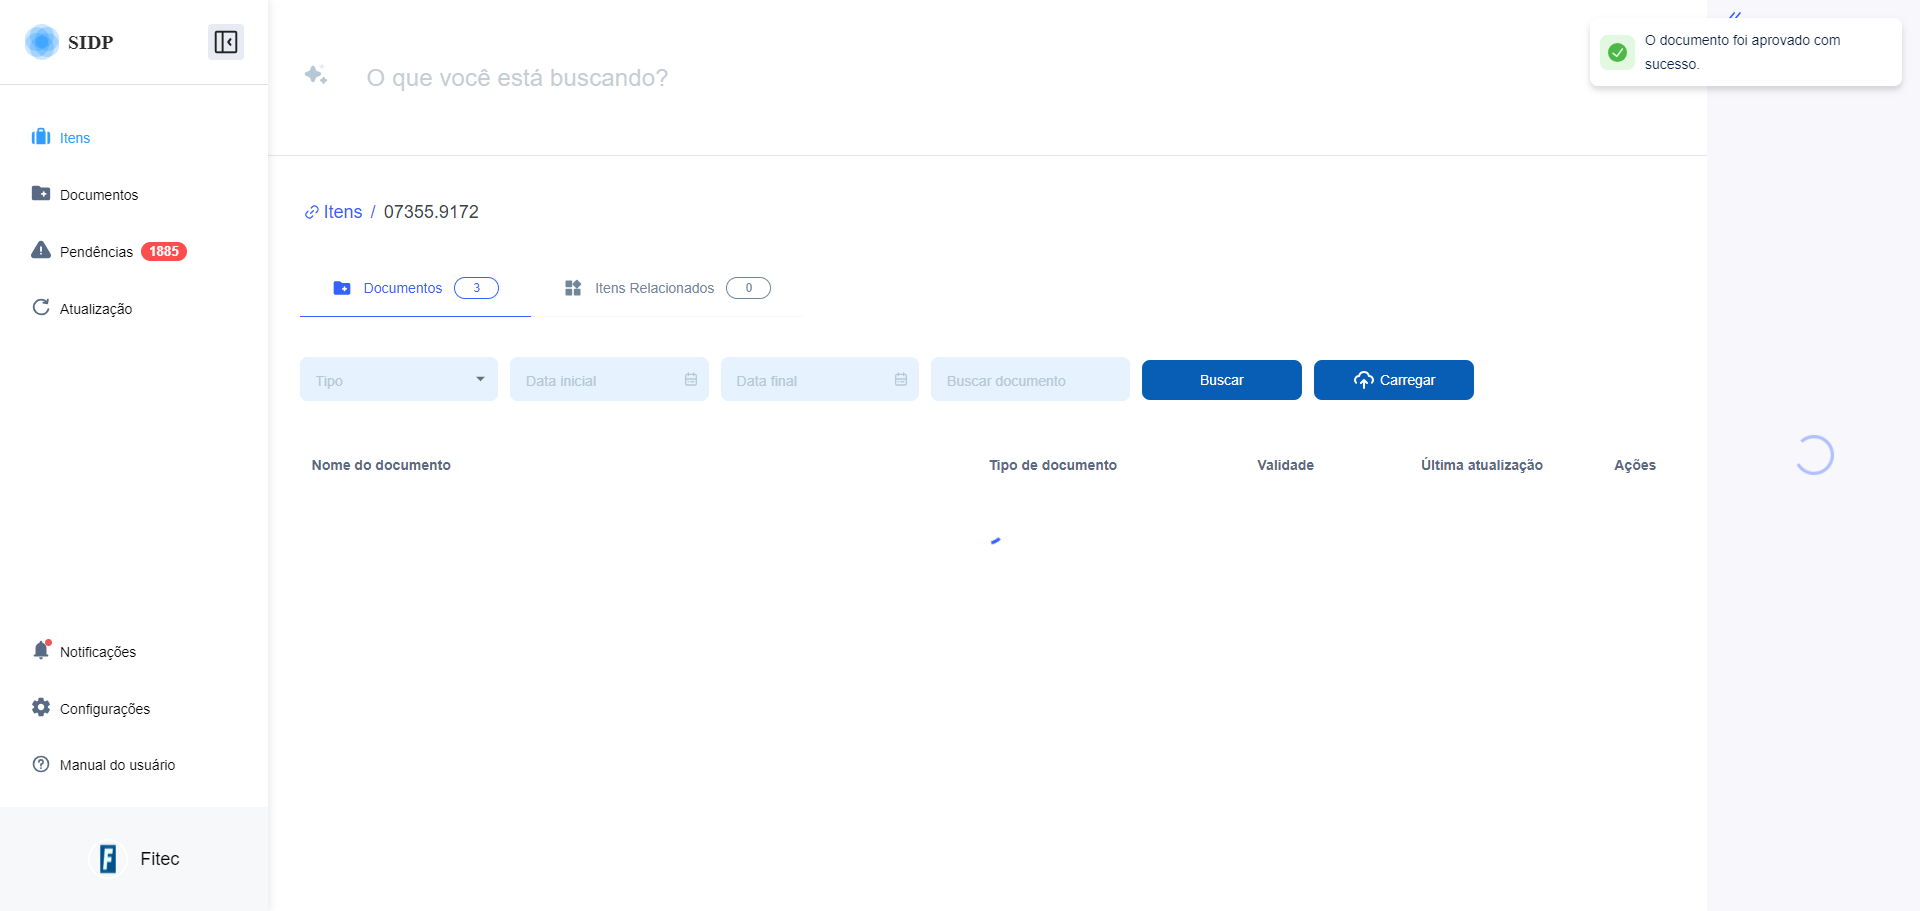 SIDP
O que você está buscando?
O documento foi aprovado com
sucesso.
Itens
Documentos
Pendências 1885
Atualização
Itens / 07355.9172
Documentos 3
Itens Relacionados 0
Tipo
Data inicial
Data final
Buscar documento
Buscar
Carregar
Nome do documento
Tipo de documento
Validade
Última atualização
Ações
Notificações
Configurações
Manual do usuário
F
Fitec